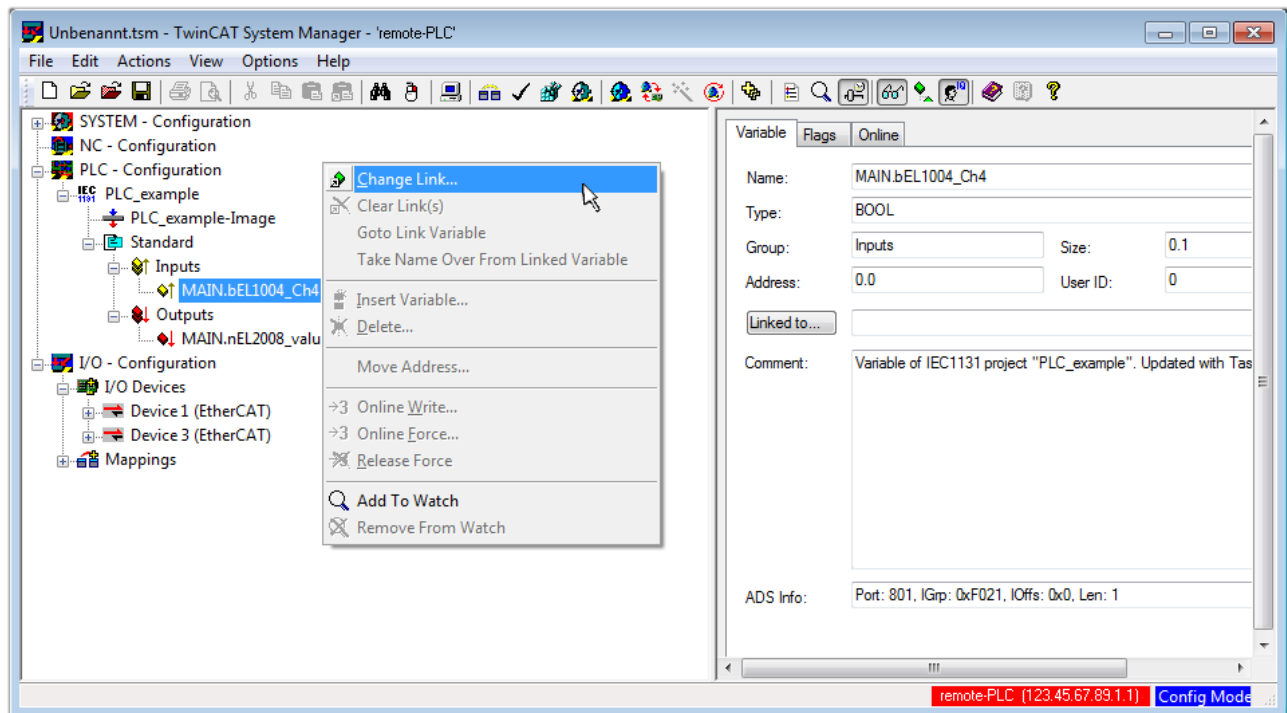 Unbenannt.tsm - TwinCAT System Manager - 'remote-PLC'
File Edit Actions View Options Help
SYSTEM - Configuration
NC - Configuration
PLC - Configuration
IEC 1131 PLC_example
PLC_example-Image
Standard
Inputs
MAIN.bEL1004_Ch4
Outputs
MAIN.nEL2008_valu
I/O - Configuration
I/O Devices
Device 1 (EtherCAT)
Device 3 (EtherCAT)
Mappings
Change Link...
Clear Link(s)
Goto Link Variable
Take Name Over From Linked Variable
Insert Variable...
Delete...
Move Address...
→3 Online Write...
→3 Online Force...
Release Force
Add To Watch
Remove From Watch
Variable Flags Online
Name: MAIN.bEL1004_Ch4
Type: BOOL
Group: Inputs Size: 0.1
Address: 0.0 User ID: 0
Linked to...
Comment: Variable of IEC1131 project "PLC_example". Updated with Tas
ADS Info: Port: 801, IGrp: 0xF021, IOffs: 0x0, Len: 1
remote-PLC (123.45.67.89.1.1) Config Mode